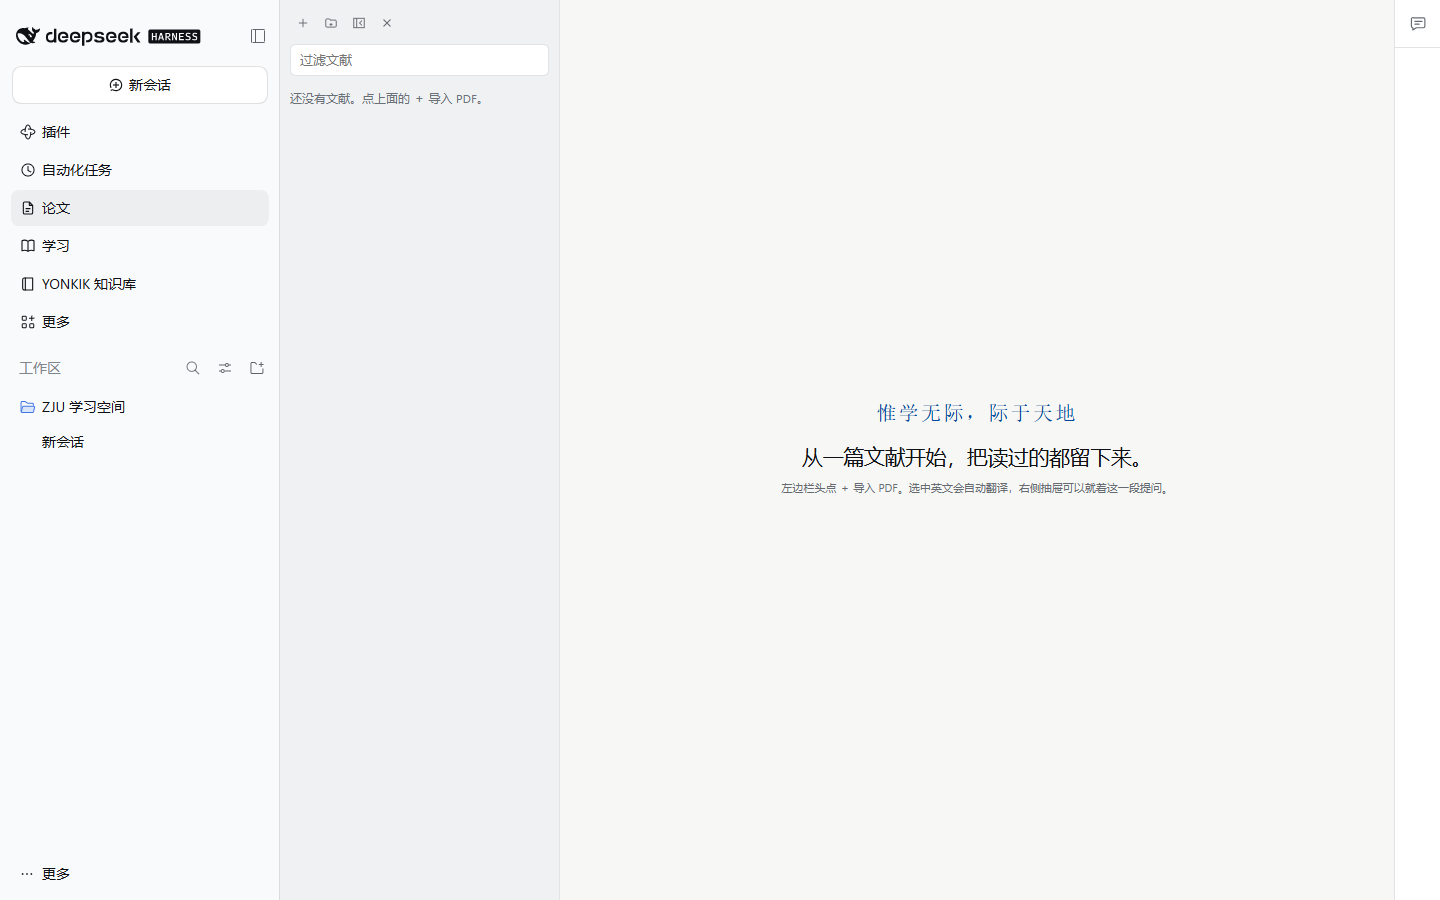 deepseek HARNESS
新会话
插件
自动化任务
论文
学习
YONKIK 知识库
更多
工作区
ZJU 学习空间
新会话
更多
过滤文献
还没有文献。点上面的 + 导入 PDF。
惟学无际，际于天地
从一篇文献开始，把读过的都留下来。
左边栏头点 + 导入 PDF。选中英文会自动翻译，右侧抽屉可以就着这一段提问。